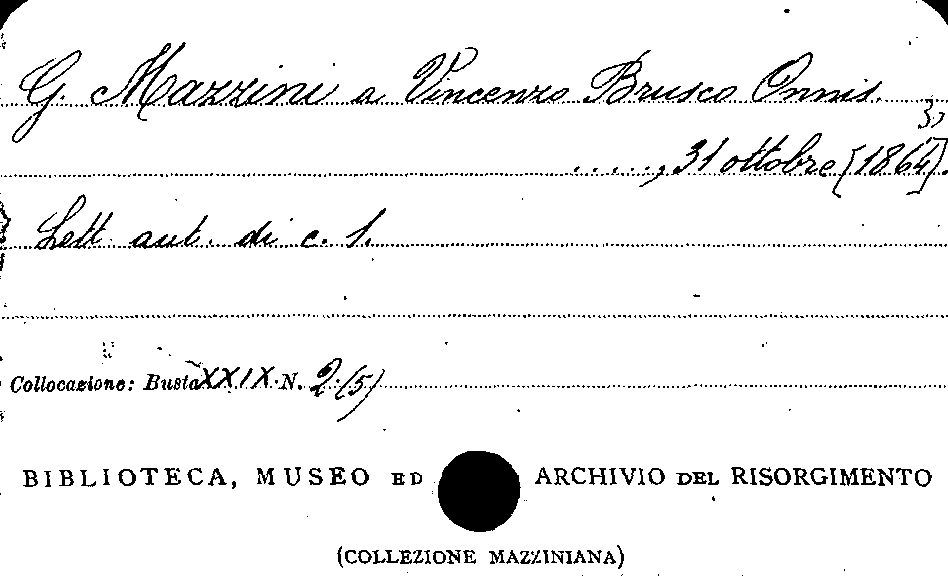 G. Mazzini a Vincenzo Brusco Onnis.
......, 31 ottobre [1864].
3)
Lett. aut. di c. 1.
Collocazione: Busta XXIX. N. 2.(5)
BIBLIOTECA, MUSEO ED ARCHIVIO DEL RISORGIMENTO
(COLLEZIONE MAZZINIANA)